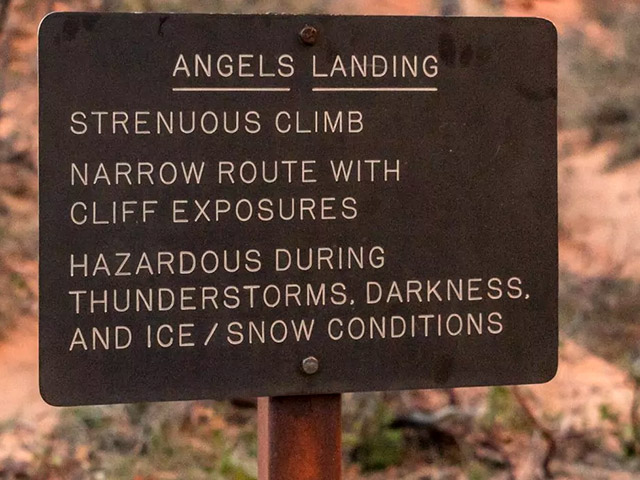 ANGELS LANDING
STRENUOUS CLIMB
NARROW ROUTE WITH
CLIFF EXPOSURES
HAZARDOUS DURING
THUNDERSTORMS, DARKNESS,
AND ICE/SNOW CONDITIONS